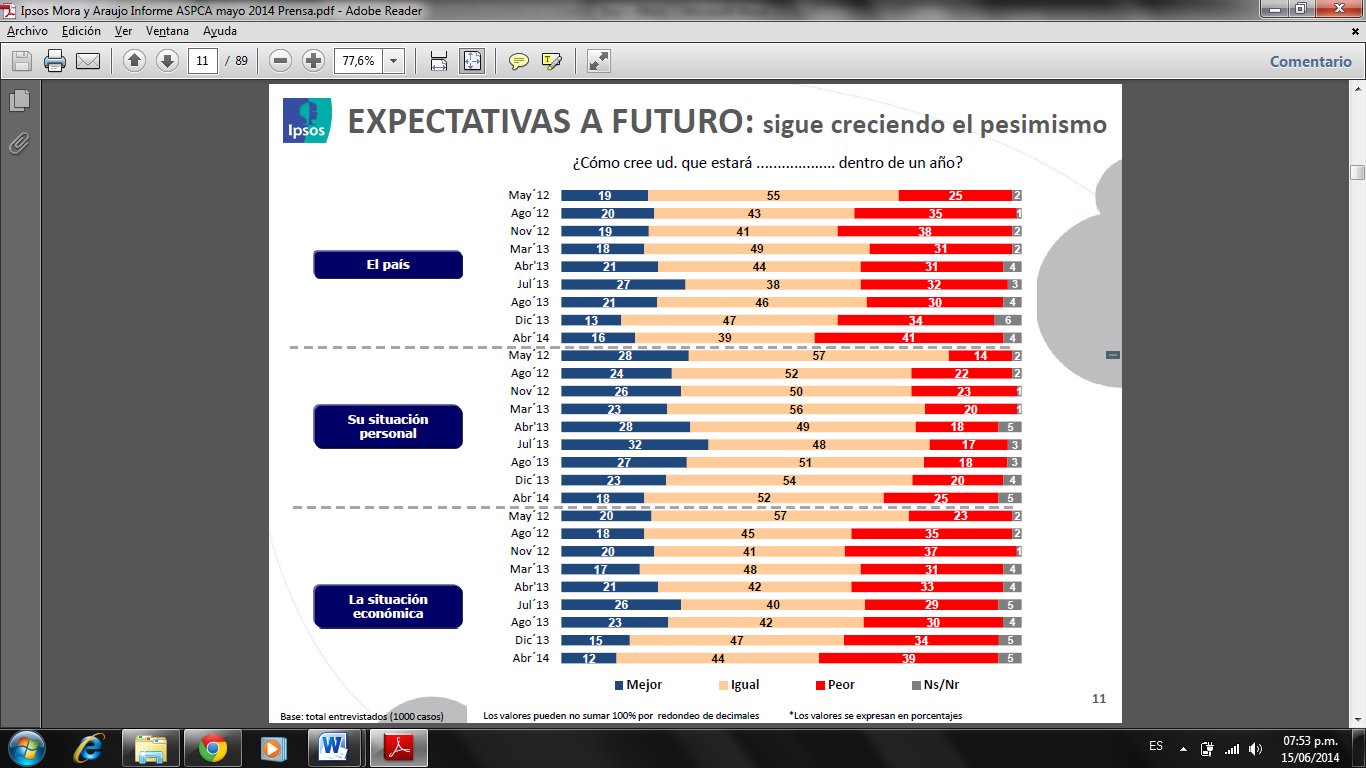 Ipsos Mora y Araujo Informe ASPCA mayo 2014 Prensa.pdf - Adobe Reader
Archivo Edición Ver Ventana Ayuda
11 / 89 77,6% Comentario
Ipsos
EXPECTATIVAS A FUTURO: sigue creciendo el pesimismo
¿Cómo cree ud. que estará ................... dentro de un año?
El país
May´12 19 55 25 2
Ago´12 20 43 35 1
Nov´12 19 41 38 2
Mar´13 18 49 31 2
Abr'13 21 44 31 4
Jul´13 27 38 32 3
Ago´13 21 46 30 4
Dic´13 13 47 34 6
Abr´14 16 39 41 4
Su situación
personal
May´12 28 57 14 2
Ago´12 24 52 22 2
Nov´12 26 50 23 1
Mar´13 23 56 20 1
Abr'13 28 49 18 5
Jul´13 32 48 17 3
Ago´13 27 51 18 3
Dic´13 23 54 20 4
Abr´14 18 52 25 5
La situación
económica
May´12 20 57 23 2
Ago´12 18 45 35 2
Nov´12 20 41 37 1
Mar´13 17 48 31 4
Abr'13 21 42 33 4
Jul´13 26 40 29 5
Ago´13 23 42 30 4
Dic´13 15 47 34 5
Abr´14 12 44 39 5
Mejor Igual Peor Ns/Nr
11
Base: total entrevistados (1000 casos) Los valores pueden no sumar 100% por redondeo de decimales *Los valores se expresan en porcentajes
ES
07:53 p.m.
15/06/2014